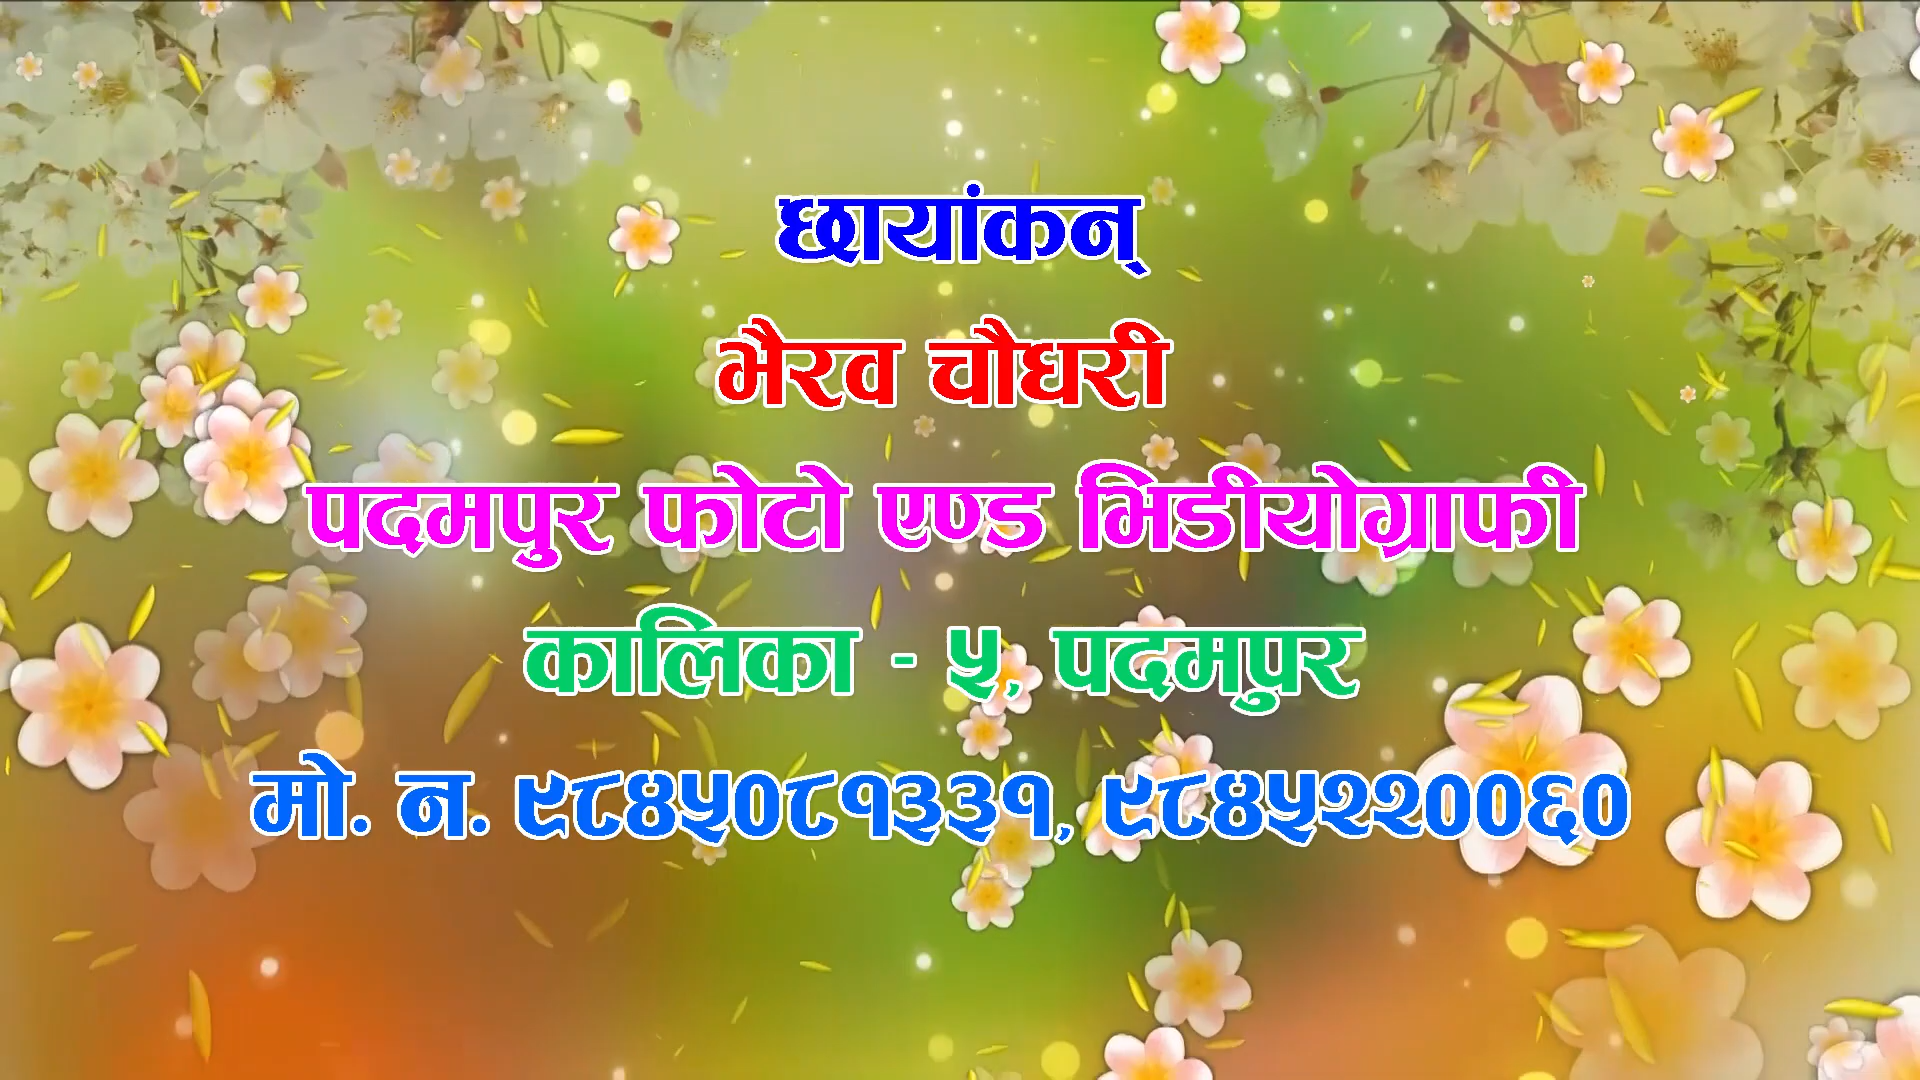 छायांकन्
भैरव चौधरी
पदमपुर फोटो एण्ड भिडीयोग्राफी
कालिका - ५, पदमपुर
मो. न. ९८४५०८१३३१, ९८४५२२००६०